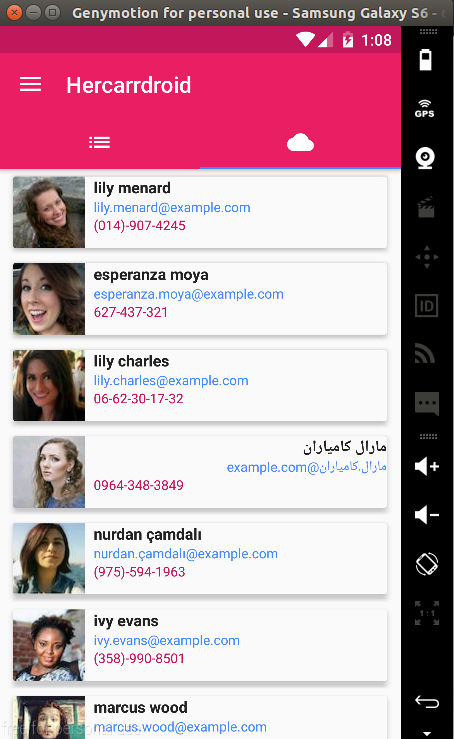 Genymotion for personal use - Samsung Galaxy S6 -
1:08
Hercarrdroid
GPS
lily menard
lily.menard@example.com
(014)-907-4245
esperanza moya
esperanza.moya@example.com
627-437-321
ID
lily charles
lily.charles@example.com
06-62-30-17-32
مارال کامیاران
مارال.کامیاران@example.com
0964-348-3849
nurdan çamdalı
nurdan.çamdalı@example.com
(975)-594-1963
1:1
ivy evans
ivy.evans@example.com
(358)-990-8501
marcus wood
marcus.wood@example.com
free for personal use